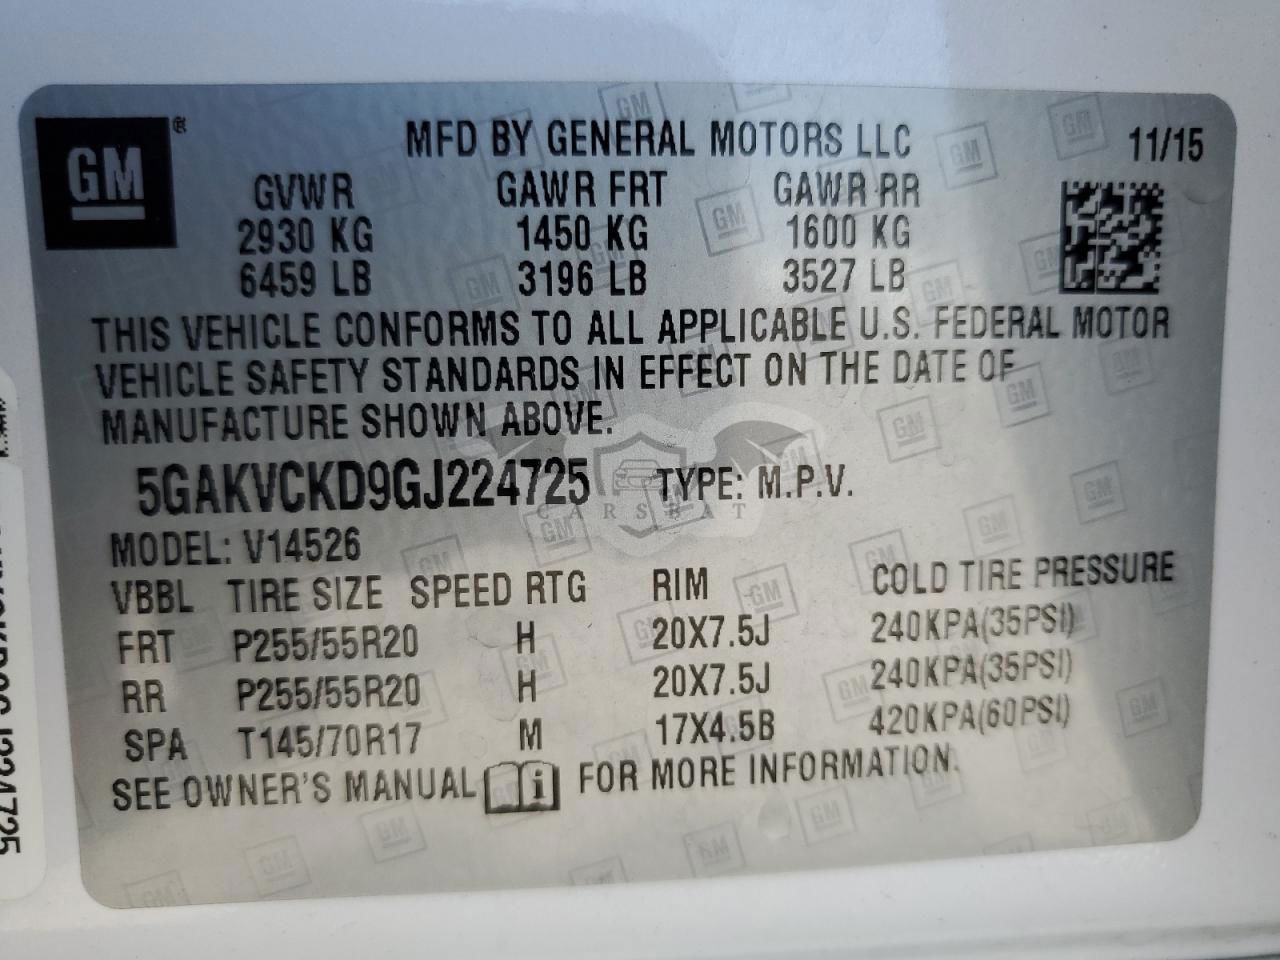 GM ®
MFD BY GENERAL MOTORS LLC 11/15
GVWR GAWR FRT GAWR RR
2930 KG 1450 KG 1600 KG
6459 LB 3196 LB 3527 LB
THIS VEHICLE CONFORMS TO ALL APPLICABLE U.S. FEDERAL MOTOR
VEHICLE SAFETY STANDARDS IN EFFECT ON THE DATE OF
MANUFACTURE SHOWN ABOVE.
5GAKVCKD9GJ224725 TYPE: M.P.V.
CARSBAT
MODEL: V14526
VBBL TIRE SIZE SPEED RTG RIM COLD TIRE PRESSURE
FRT P255/55R20 H 20X7.5J 240KPA(35PSI)
RR P255/55R20 H 20X7.5J 240KPA(35PSI)
SPA T145/70R17 M 17X4.5B 420KPA(60PSI)
SEE OWNER'S MANUAL i FOR MORE INFORMATION.